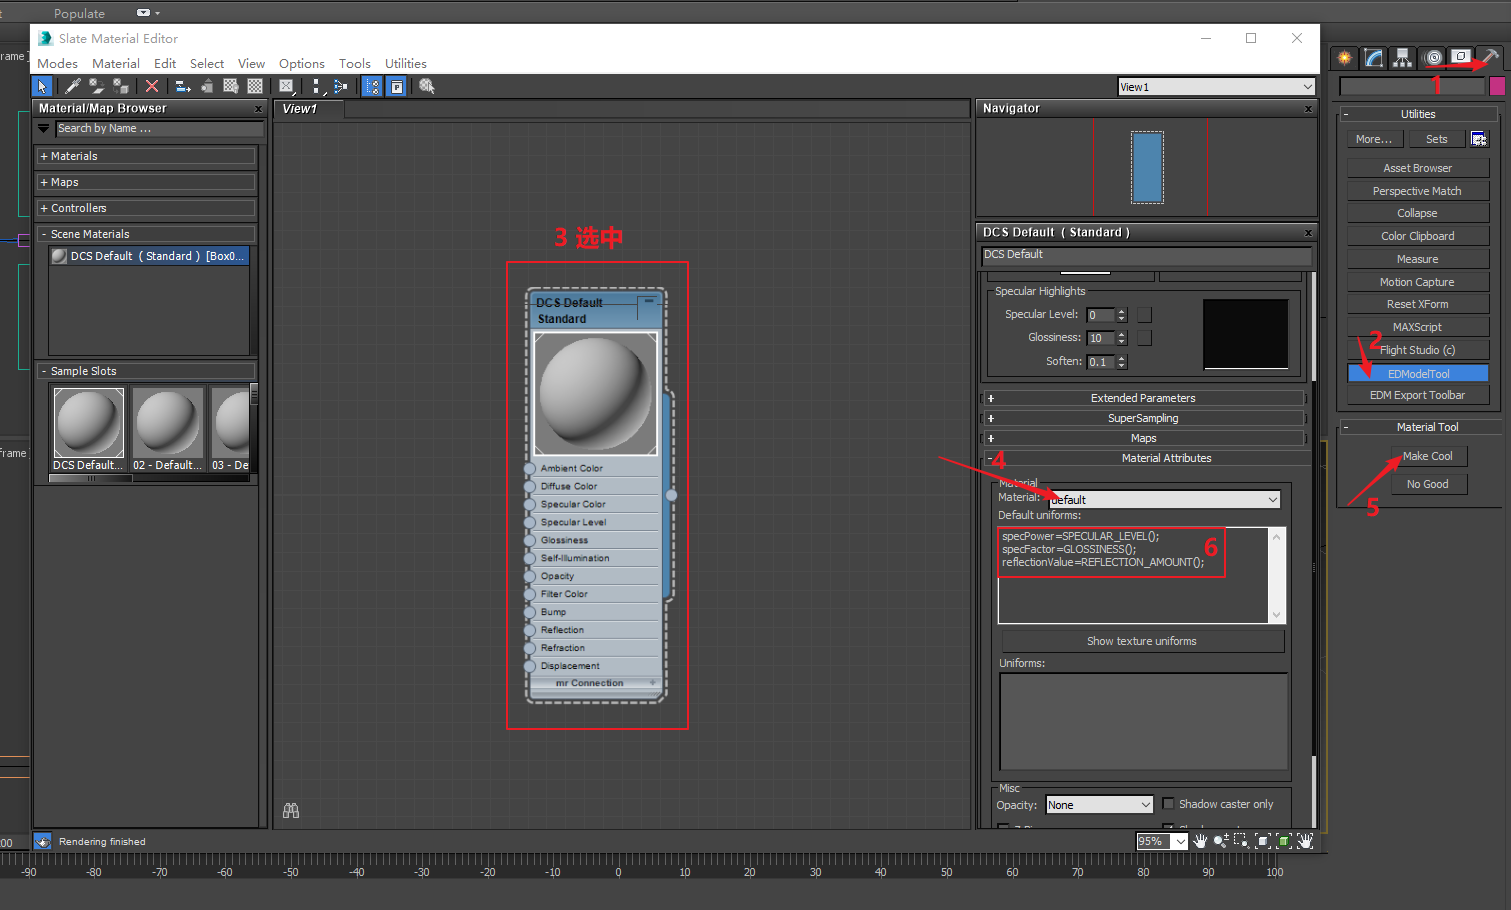 Populate
Slate Material Editor
Modes Material Edit Select View Options Tools Utilities
View1
Material/Map Browser x
Search by Name ...
+ Materials
+ Maps
+ Controllers
- Scene Materials
DCS Default ( Standard ) [Box0...
- Sample Slots
DCS Default... 02 - Default... 03 - De
View1
3 选中
DCS Default
Standard
Ambient Color
Diffuse Color
Specular Color
Specular Level
Glossiness
Self-Illumination
Opacity
Filter Color
Bump
Reflection
Refraction
Displacement
mr Connection +
Navigator x
DCS Default ( Standard ) x
DCS Default
Specular Highlights
Specular Level: 0
Glossiness: 10
Soften: 0.1
+ Extended Parameters
+ SuperSampling
+ Maps
- Material Attributes
4
Material
Material: default
Default uniforms:
specPower=SPECULAR_LEVEL();
specFactor=GLOSSINESS();
reflectionValue=REFLECTION_AMOUNT();
6
Show texture uniforms
Uniforms:
Misc
Opacity: None Shadow caster only
Rendering finished
95%
1
- Utilities
More... Sets
Asset Browser
Perspective Match
Collapse
Color Clipboard
Measure
Motion Capture
Reset XForm
MAXScript
2
Flight Studio (c)
EDModelTool
EDM Export Toolbar
- Material Tool
Make Cool
No Good
5
rame ]
frame ]
00
-90 -80 -70 -60 -50 -40 -30 -20 -10 0 10 20 30 40 50 60 70 80 90 100